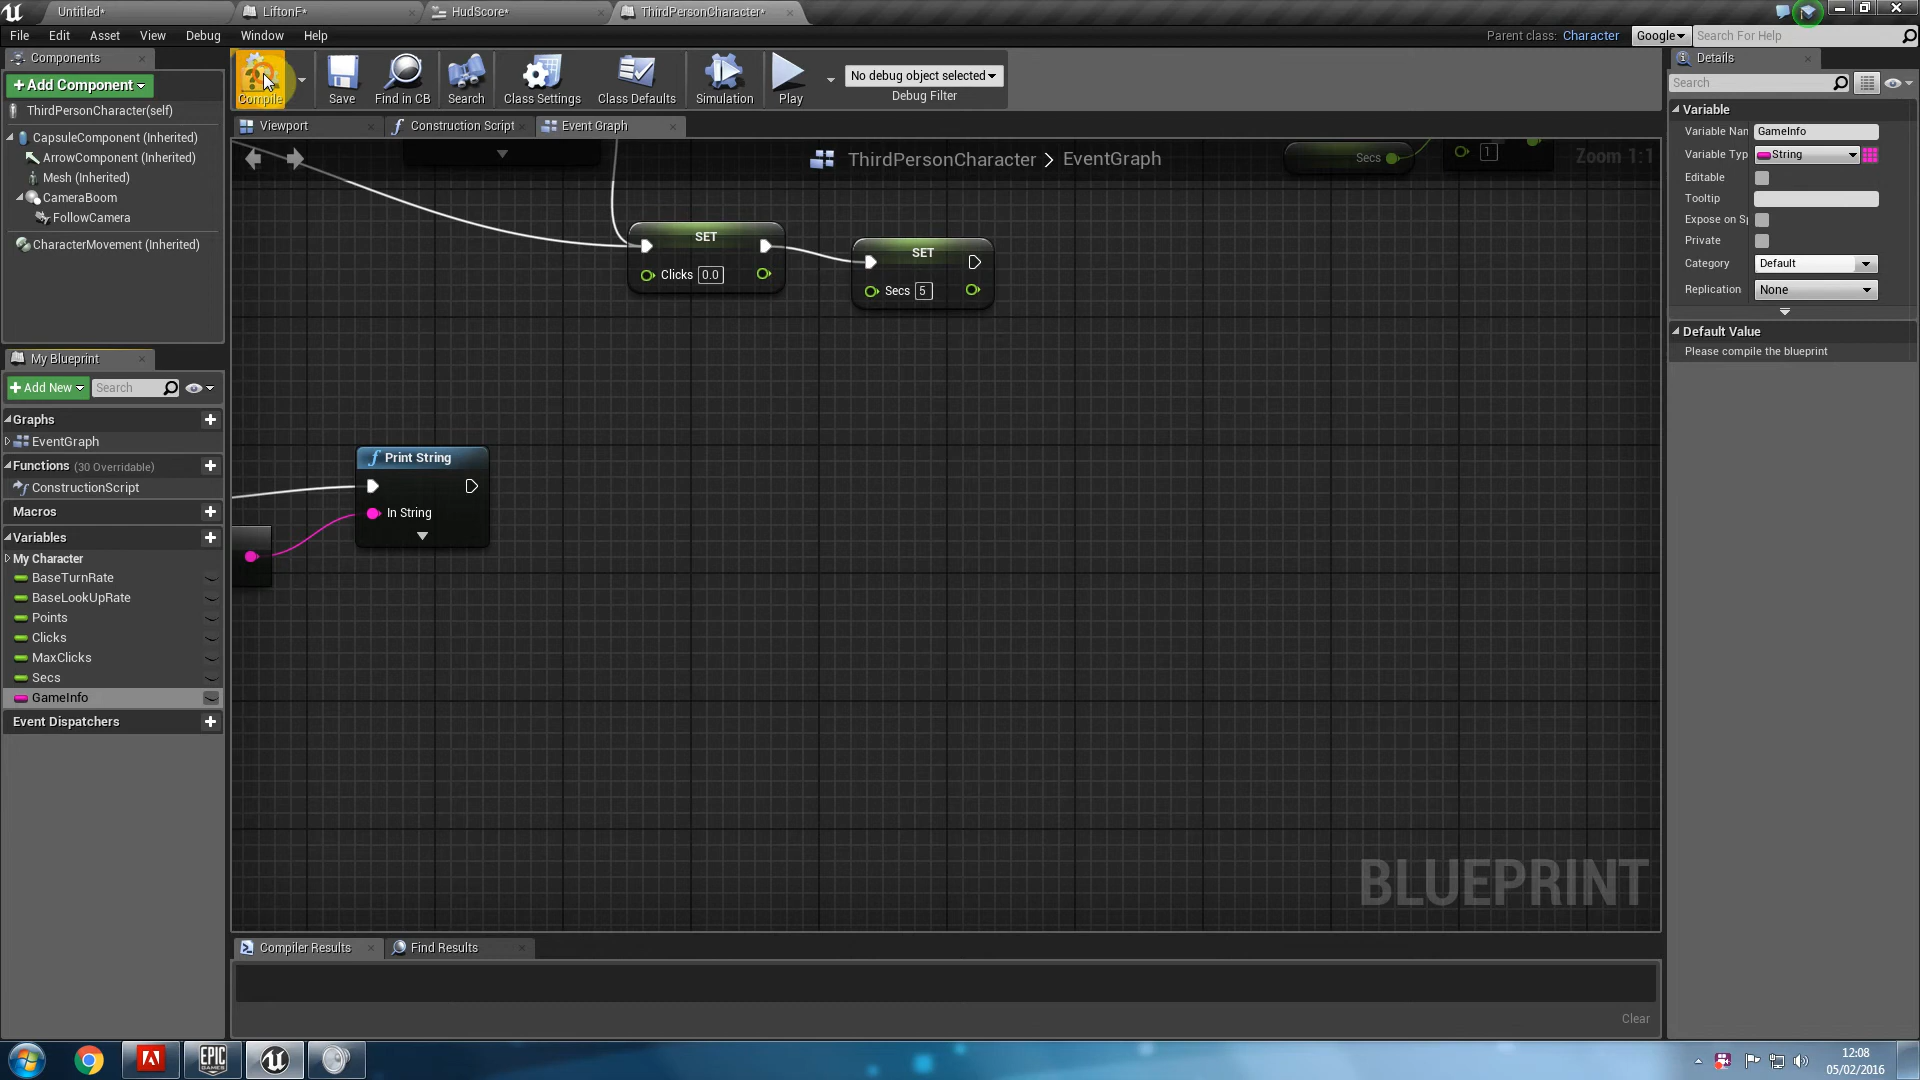 Untitled*
LiftonF*
HudScore*
ThirdPersonCharacter*
File Edit Asset View Debug Window Help
Parent class: Character
Google
Search For Help
Components
+Add Component
ThirdPersonCharacter(self)
CapsuleComponent (Inherited)
ArrowComponent (Inherited)
Mesh (Inherited)
CameraBoom
FollowCamera
CharacterMovement (Inherited)
Compile
Save
Find in CB
Search
Class Settings
Class Defaults
Simulation
Play
No debug object selected
Debug Filter
Viewport
Construction Script
Event Graph
ThirdPersonCharacter > EventGraph
Zoom 1:1
Secs
1
SET
Clicks 0.0
SET
Secs 5
f Print String
In String
BLUEPRINT
My Blueprint
+Add New
Search
Graphs
EventGraph
Functions (30 Overridable)
ConstructionScript
Macros
Variables
My Character
BaseTurnRate
BaseLookUpRate
Points
Clicks
MaxClicks
Secs
GameInfo
Event Dispatchers
Compiler Results
Find Results
Clear
Details
Search
Variable
Variable Nan GameInfo
Variable Typ String
Editable
Tooltip
Expose on Sp
Private
Category Default
Replication None
Default Value
Please compile the blueprint
EPIC
GAMES
12:08
05/02/2016